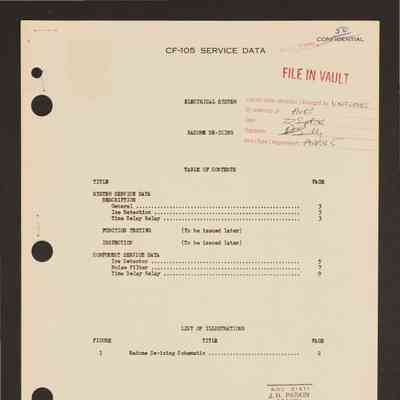 50
CONFIDENTIAL
CF-105 SERVICE DATA
FILE IN VAULT
ELECTRICAL SYSTEM
RADOME DE-ICING
TABLE OF CONTENTS
TITLE PAGE
SYSTEM SERVICE DATA
DESCRIPTION
General 3
Ice Detection 3
Time Delay Relay 3
FUNCTION TESTING (To be issued later)
INSPECTION (To be issued later)
COMPONENT SERVICE DATA
Ice Detector 5
Noise Filter 7
Time Delay Relay 9
LIST OF ILLUSTRATIONS
FIGURE TITLE PAGE
1 Radome De-icing Schematic 2
J.H. PARKIN